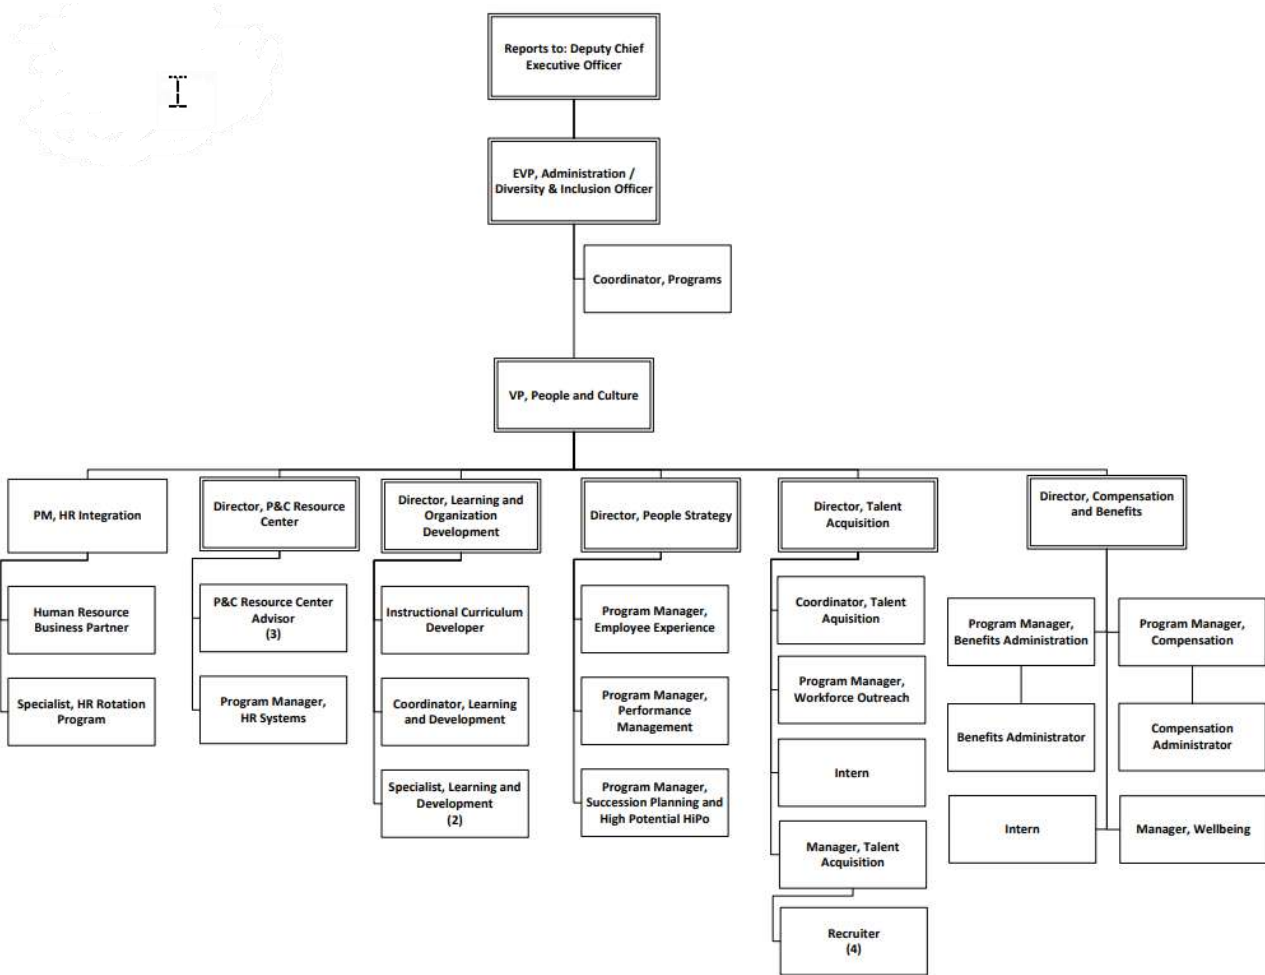 Reports to: Deputy Chief
Executive Officer
EVP, Administration /
Diversity & Inclusion Officer
Coordinator, Programs
VP, People and Culture
PM, HR Integration
Director, P&C Resource
Center
Director, Learning and
Organization
Development
Director, People Strategy
Director, Talent
Acquisition
Director, Compensation
and Benefits
Human Resource
Business Partner
Specialist, HR Rotation
Program
P&C Resource Center
Advisor
(3)
Program Manager,
HR Systems
Instructional Curriculum
Developer
Coordinator, Learning
and Development
Specialist, Learning and
Development
(2)
Program Manager,
Employee Experience
Program Manager,
Performance
Management
Program Manager,
Succession Planning and
High Potential HiPo
Coordinator, Talent
Aquisition
Program Manager,
Workforce Outreach
Intern
Manager, Talent
Acquisition
Recruiter
(4)
Program Manager,
Benefits Administration
Benefits Administrator
Intern
Program Manager,
Compensation
Compensation
Administrator
Manager, Wellbeing